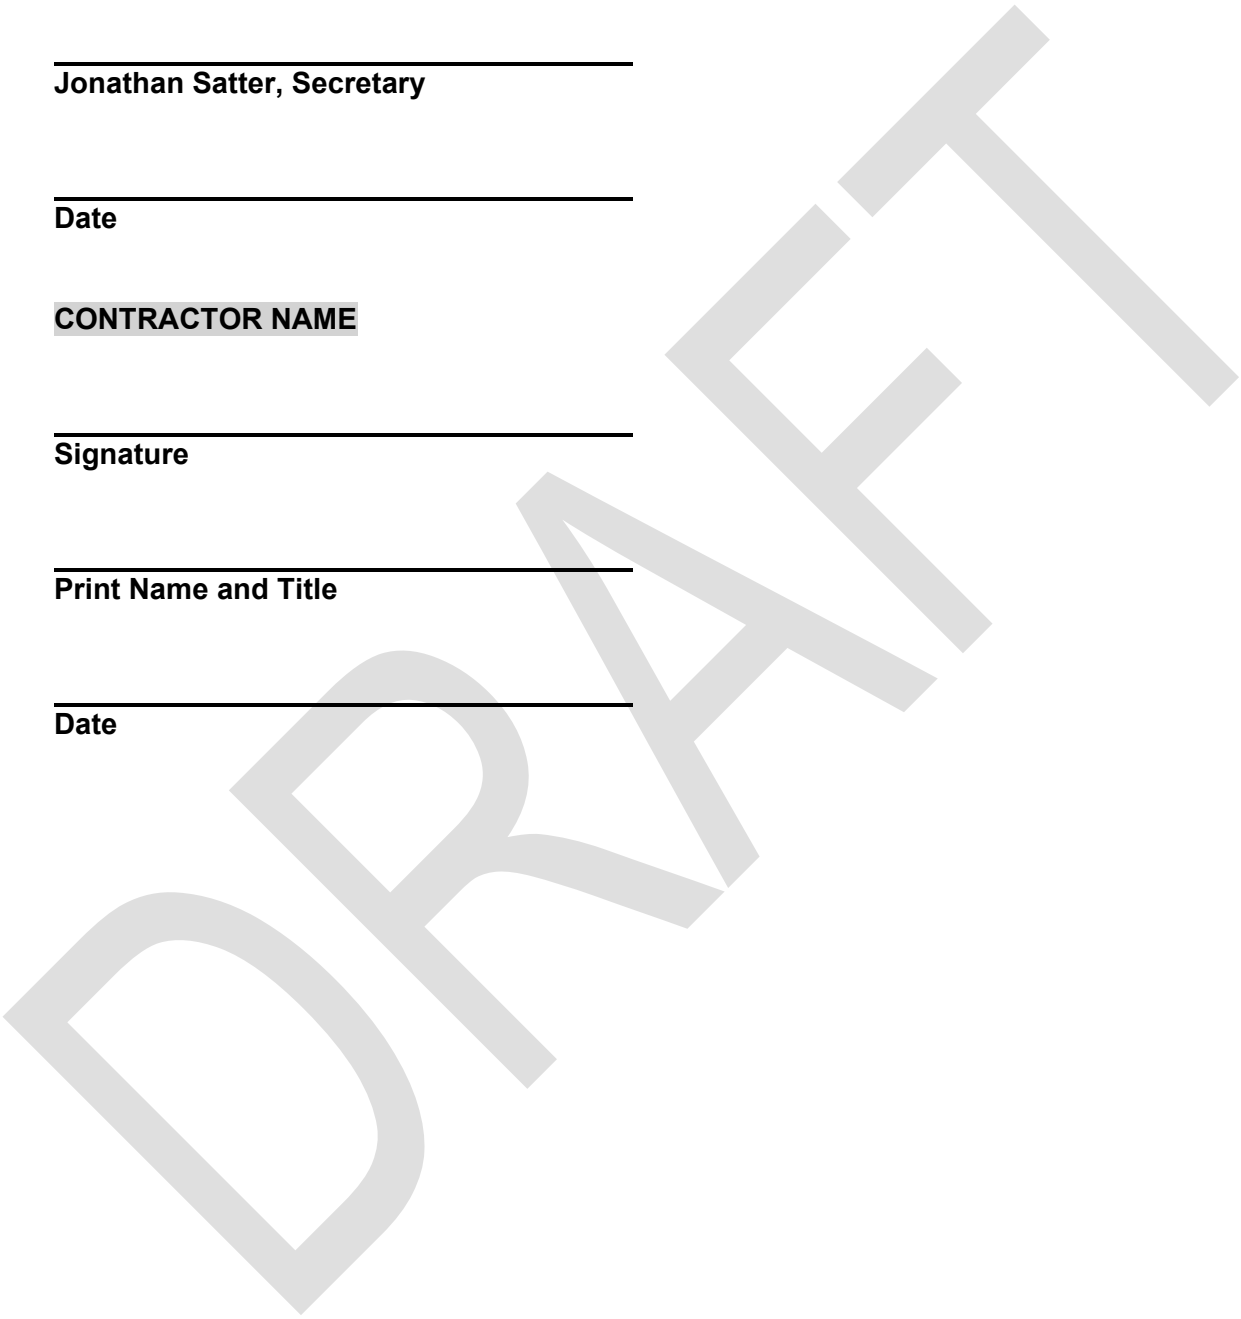 Jonathan Satter, Secretary
Date
CONTRACTOR NAME
Signature
Print Name and Title
Date
DRAFT